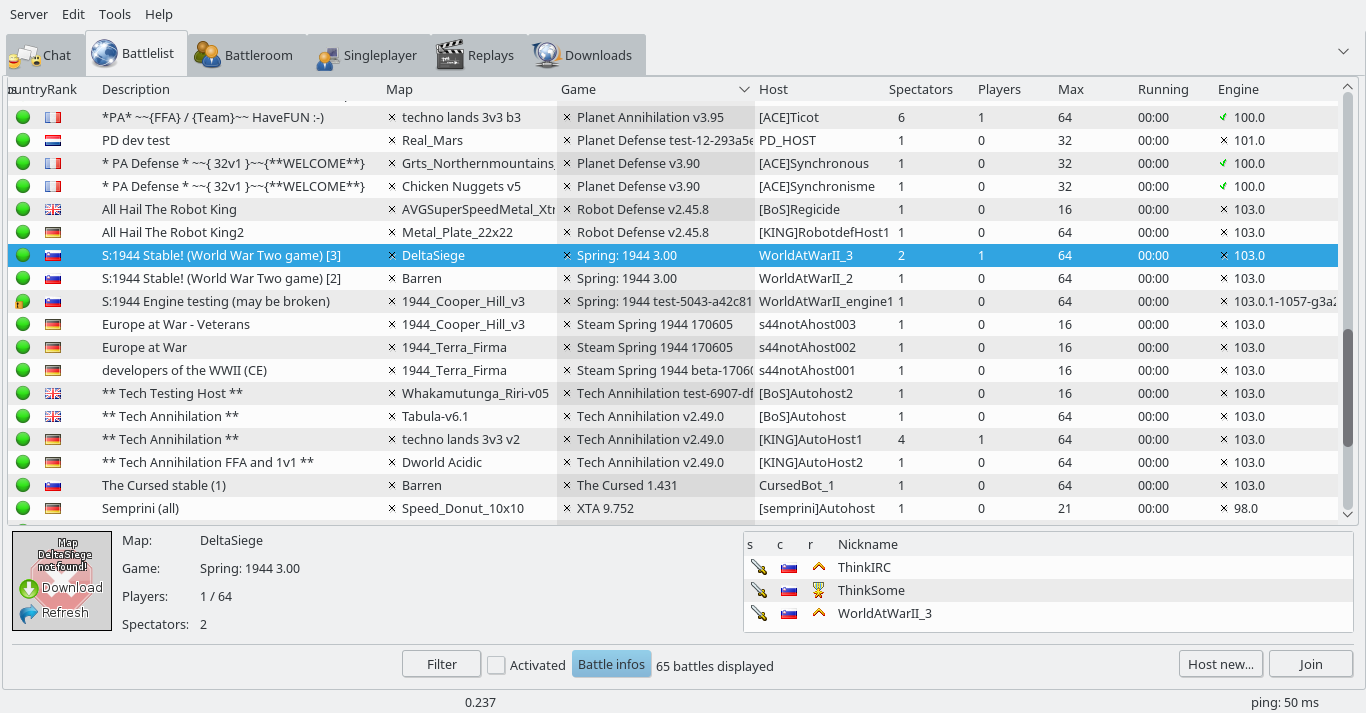 Server Edit Tools Help
Chat Battlelist Battleroom Singleplayer Replays Downloads
ountry Rank Description Map Game Host Spectators Players Max Running Engine
*PA* ~~{FFA} / {Team}~~ HaveFUN :-) techno lands 3v3 b3 Planet Annihilation v3.95 [ACE]Ticot 6 1 64 00:00 100.0
PD dev test Real_Mars Planet Defense test-12-293a5e PD_HOST 1 0 32 00:00 101.0
* PA Defense * ~~{ 32v1 }~~{**WELCOME**} Grts_Northernmountains_ Planet Defense v3.90 [ACE]Synchronous 1 0 32 00:00 100.0
* PA Defense * ~~{ 32v1 }~~{**WELCOME**} Chicken Nuggets v5 Planet Defense v3.90 [ACE]Synchronisme 1 0 32 00:00 100.0
All Hail The Robot King AVGSuperSpeedMetal_Xtr Robot Defense v2.45.8 [BoS]Regicide 1 0 16 00:00 103.0
All Hail The Robot King2 Metal_Plate_22x22 Robot Defense v2.45.8 [KING]RobotdefHost1 1 0 16 00:00 103.0
S:1944 Stable! (World War Two game) [3] DeltaSiege Spring: 1944 3.00 WorldAtWarII_3 2 1 64 00:00 103.0
S:1944 Stable! (World War Two game) [2] Barren Spring: 1944 3.00 WorldAtWarII_2 1 0 64 00:00 103.0
S:1944 Engine testing (may be broken) 1944_Cooper_Hill_v3 Spring: 1944 test-5043-a42c81 WorldAtWarII_engine1 1 0 64 00:00 103.0.1-1057-g3a2
Europe at War - Veterans 1944_Cooper_Hill_v3 Steam Spring 1944 170605 s44notAhost003 1 0 16 00:00 103.0
Europe at War 1944_Terra_Firma Steam Spring 1944 170605 s44notAhost002 1 0 16 00:00 103.0
developers of the WWII (CE) 1944_Terra_Firma Steam Spring 1944 beta-17060 s44notAhost001 1 0 16 00:00 103.0
** Tech Testing Host ** Whakamutunga_Riri-v05 Tech Annihilation test-6907-df [BoS]Autohost2 1 0 16 00:00 103.0
** Tech Annihilation ** Tabula-v6.1 Tech Annihilation v2.49.0 [BoS]Autohost 1 0 64 00:00 103.0
** Tech Annihilation ** techno lands 3v3 v2 Tech Annihilation v2.49.0 [KING]AutoHost1 4 1 64 00:00 103.0
** Tech Annihilation FFA and 1v1 ** Dworld Acidic Tech Annihilation v2.49.0 [KING]AutoHost2 1 0 64 00:00 103.0
The Cursed stable (1) Barren The Cursed 1.431 CursedBot_1 1 0 64 00:00 103.0
Semprini (all) Speed_Donut_10x10 XTA 9.752 [semprini]Autohost 1 0 21 00:00 98.0
Map
DeltaSiege
not found!
Download
Refresh
Map: DeltaSiege
Game: Spring: 1944 3.00
Players: 1 / 64
Spectators: 2
s c r Nickname
ThinkIRC
ThinkSome
WorldAtWarII_3
Filter Activated Battle infos 65 battles displayed Host new... Join
0.237 ping: 50 ms